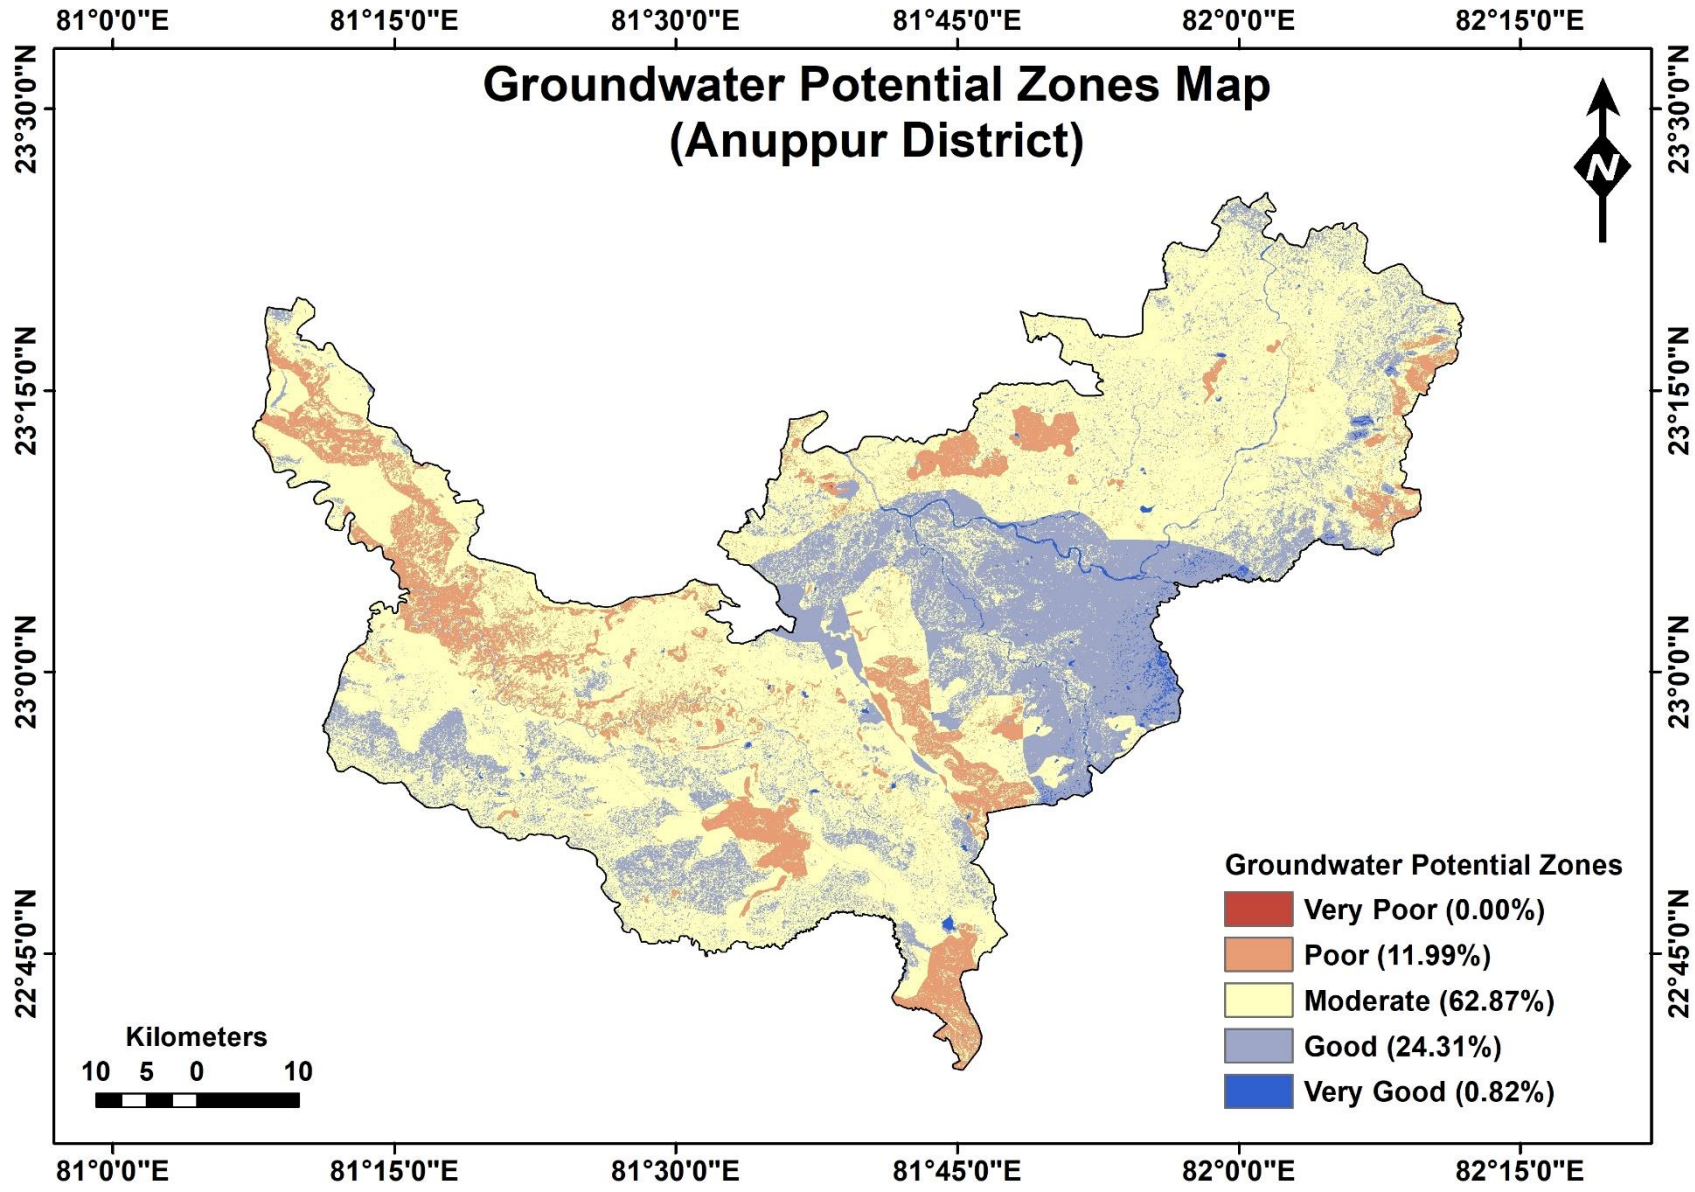 81°0'0"E 81°15'0"E 81°30'0"E 81°45'0"E 82°0'0"E 82°15'0"E
Groundwater Potential Zones Map
(Anuppur District)
N
23°30'0"N 23°30'0"N
23°15'0"N 23°15'0"N
23°0'0"N 23°0'0"N
22°45'0"N 22°45'0"N
Groundwater Potential Zones
Very Poor (0.00%)
Poor (11.99%)
Moderate (62.87%)
Good (24.31%)
Very Good (0.82%)
Kilometers
10 5 0 10
81°0'0"E 81°15'0"E 81°30'0"E 81°45'0"E 82°0'0"E 82°15'0"E